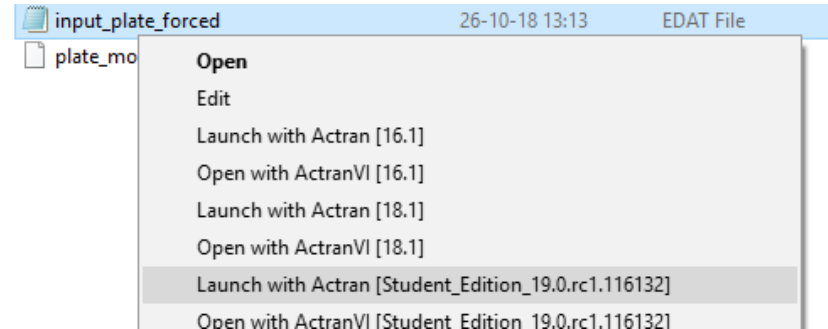 input_plate_forced 26-10-18 13:13 EDAT File
plate_mo
Open
Edit
Launch with Actran [16.1]
Open with ActranVI [16.1]
Launch with Actran [18.1]
Open with ActranVI [18.1]
Launch with Actran [Student_Edition_19.0.rc1.116132]
Open with ActranVI [Student_Edition_19.0.rc1.116132]